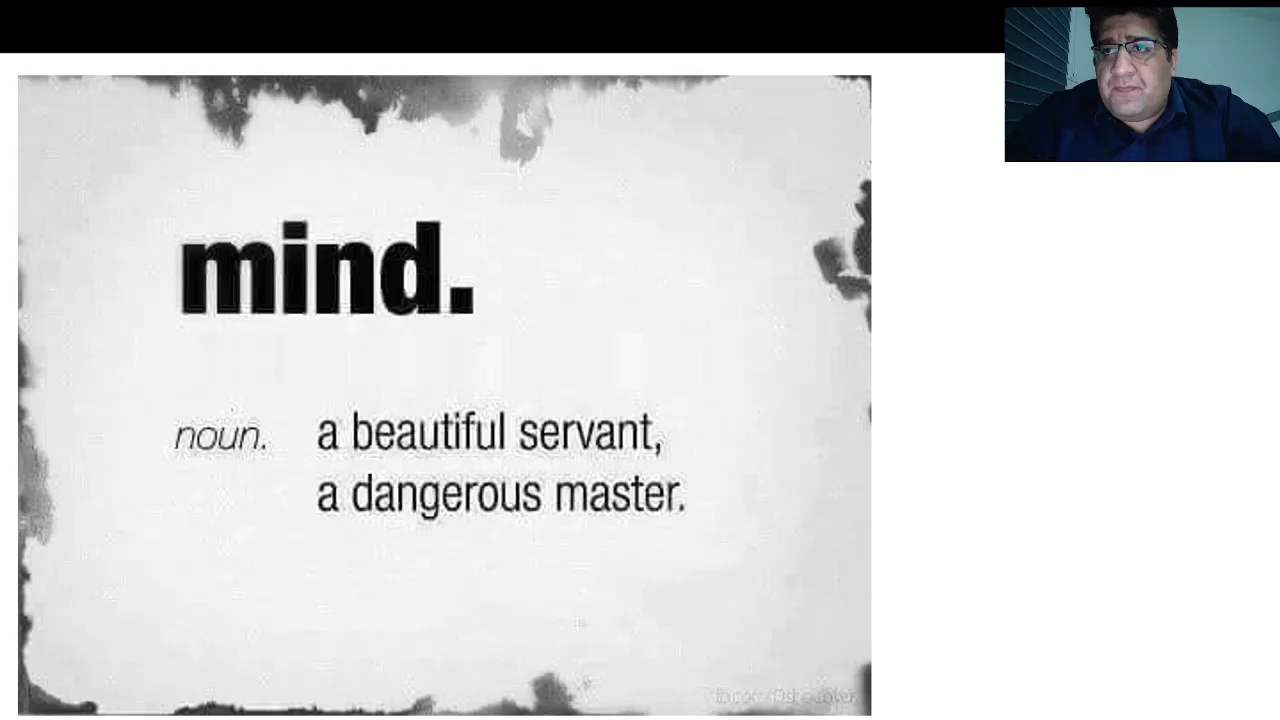 mind.
noun. a beautiful servant,
a dangerous master.